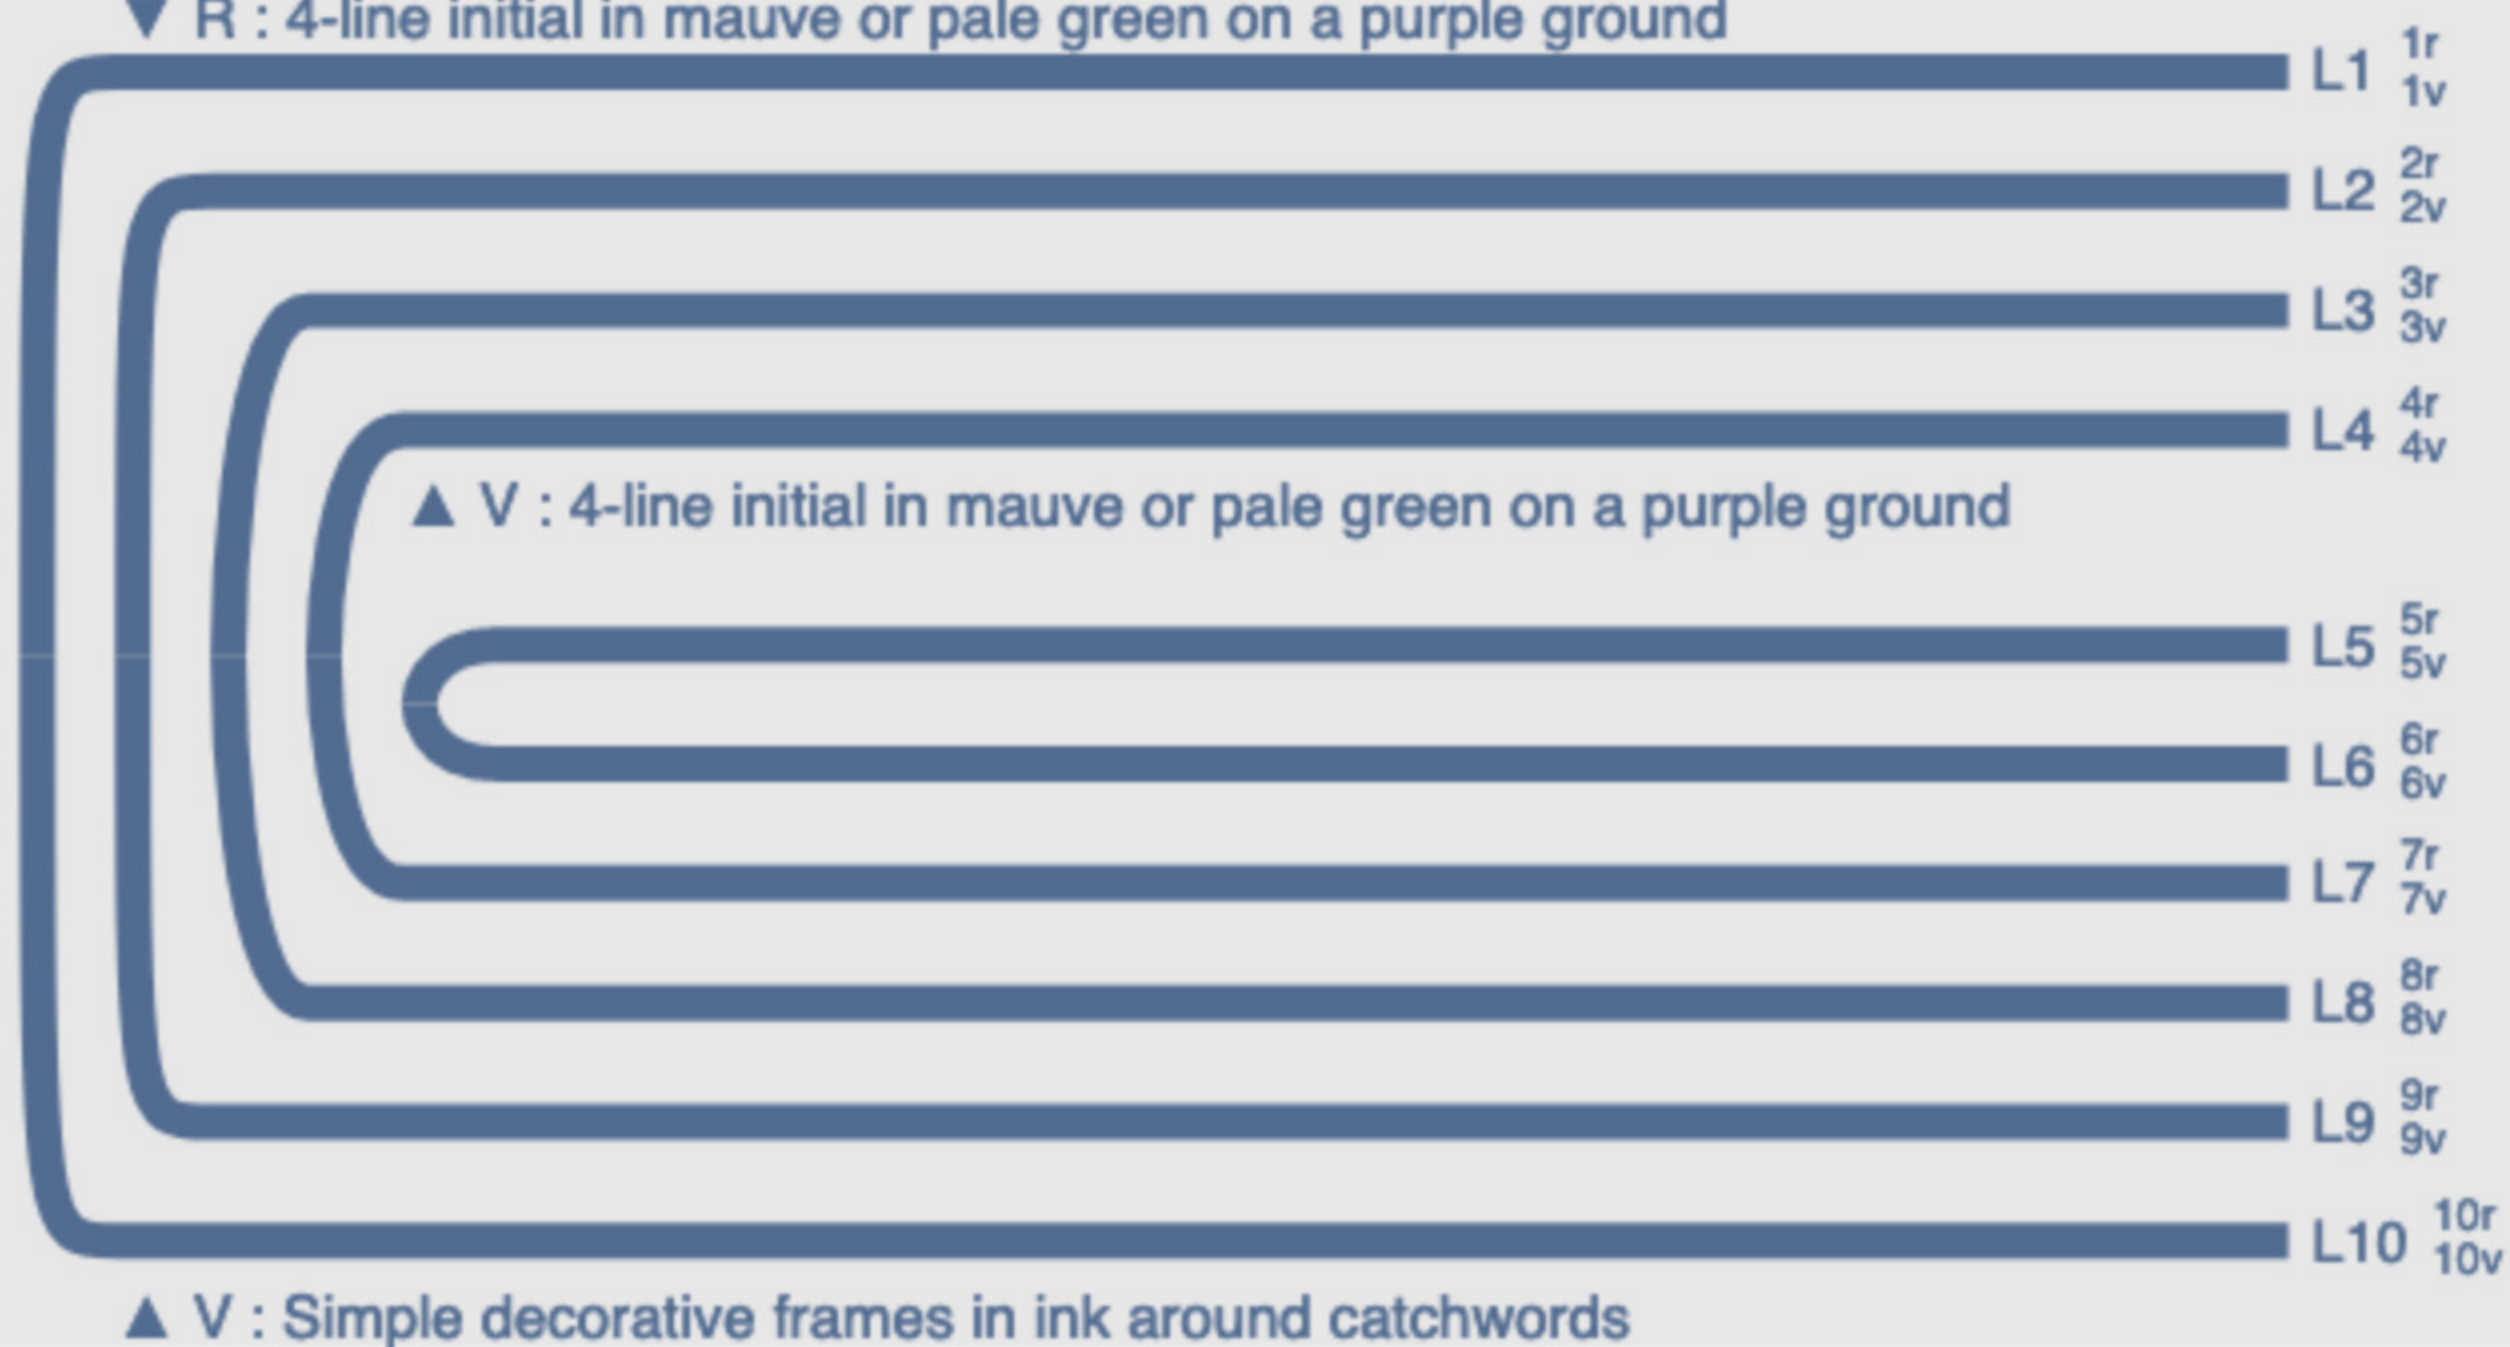 ▼ R : 4-line initial in mauve or pale green on a purple ground
L1 1r
1v
L2 2r
2v
L3 3r
3v
L4 4r
4v
▲ V : 4-line initial in mauve or pale green on a purple ground
L5 5r
5v
L6 6r
6v
L7 7r
7v
L8 8r
8v
L9 9r
9v
L10 10r
10v
▲ V : Simple decorative frames in ink around catchwords